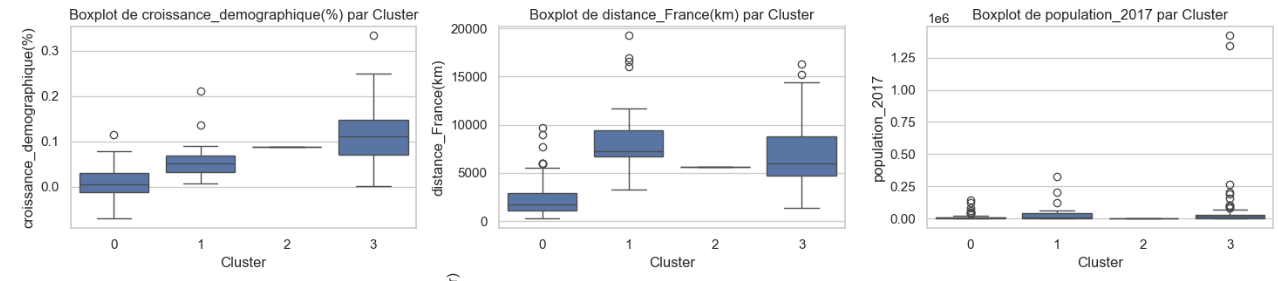 Boxplot de croissance_demographique(%) par Cluster
croissance_demographique(%)
0.3
0.2
0.1
0.0
0 1 2 3
Cluster
Boxplot de distance_France(km) par Cluster
distance_France(km)
20000
15000
10000
5000
0
0 1 2 3
Cluster
Boxplot de population_2017 par Cluster
1e6
population_2017
1.25
1.00
0.75
0.50
0.25
0.00
0 1 2 3
Cluster